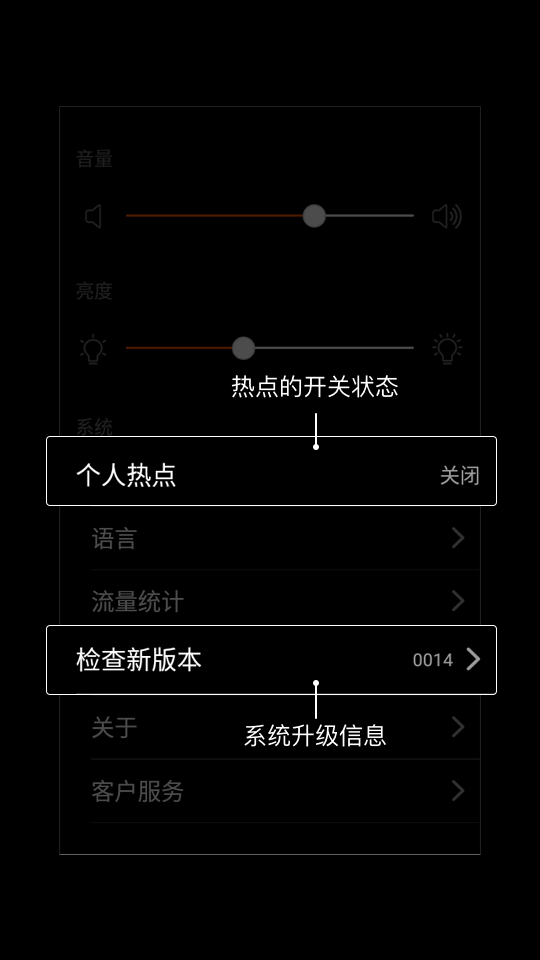 音量
亮度
热点的开关状态
系统
个人热点 关闭
语言
流量统计
检查新版本 0014
关于
系统升级信息
客户服务